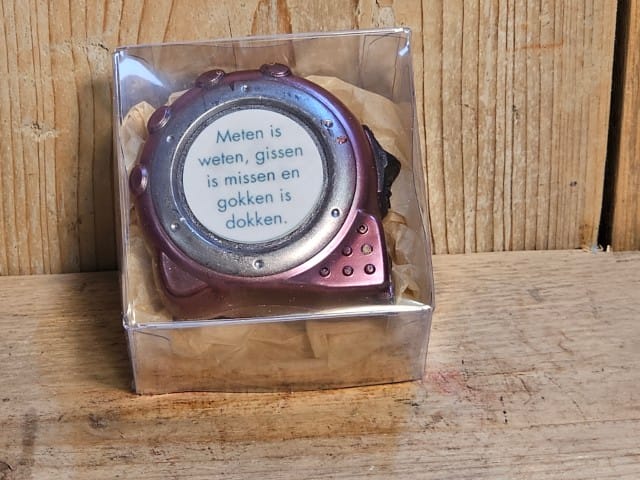 Meten is
weten, gissen
is missen en
gokken is
dokken.